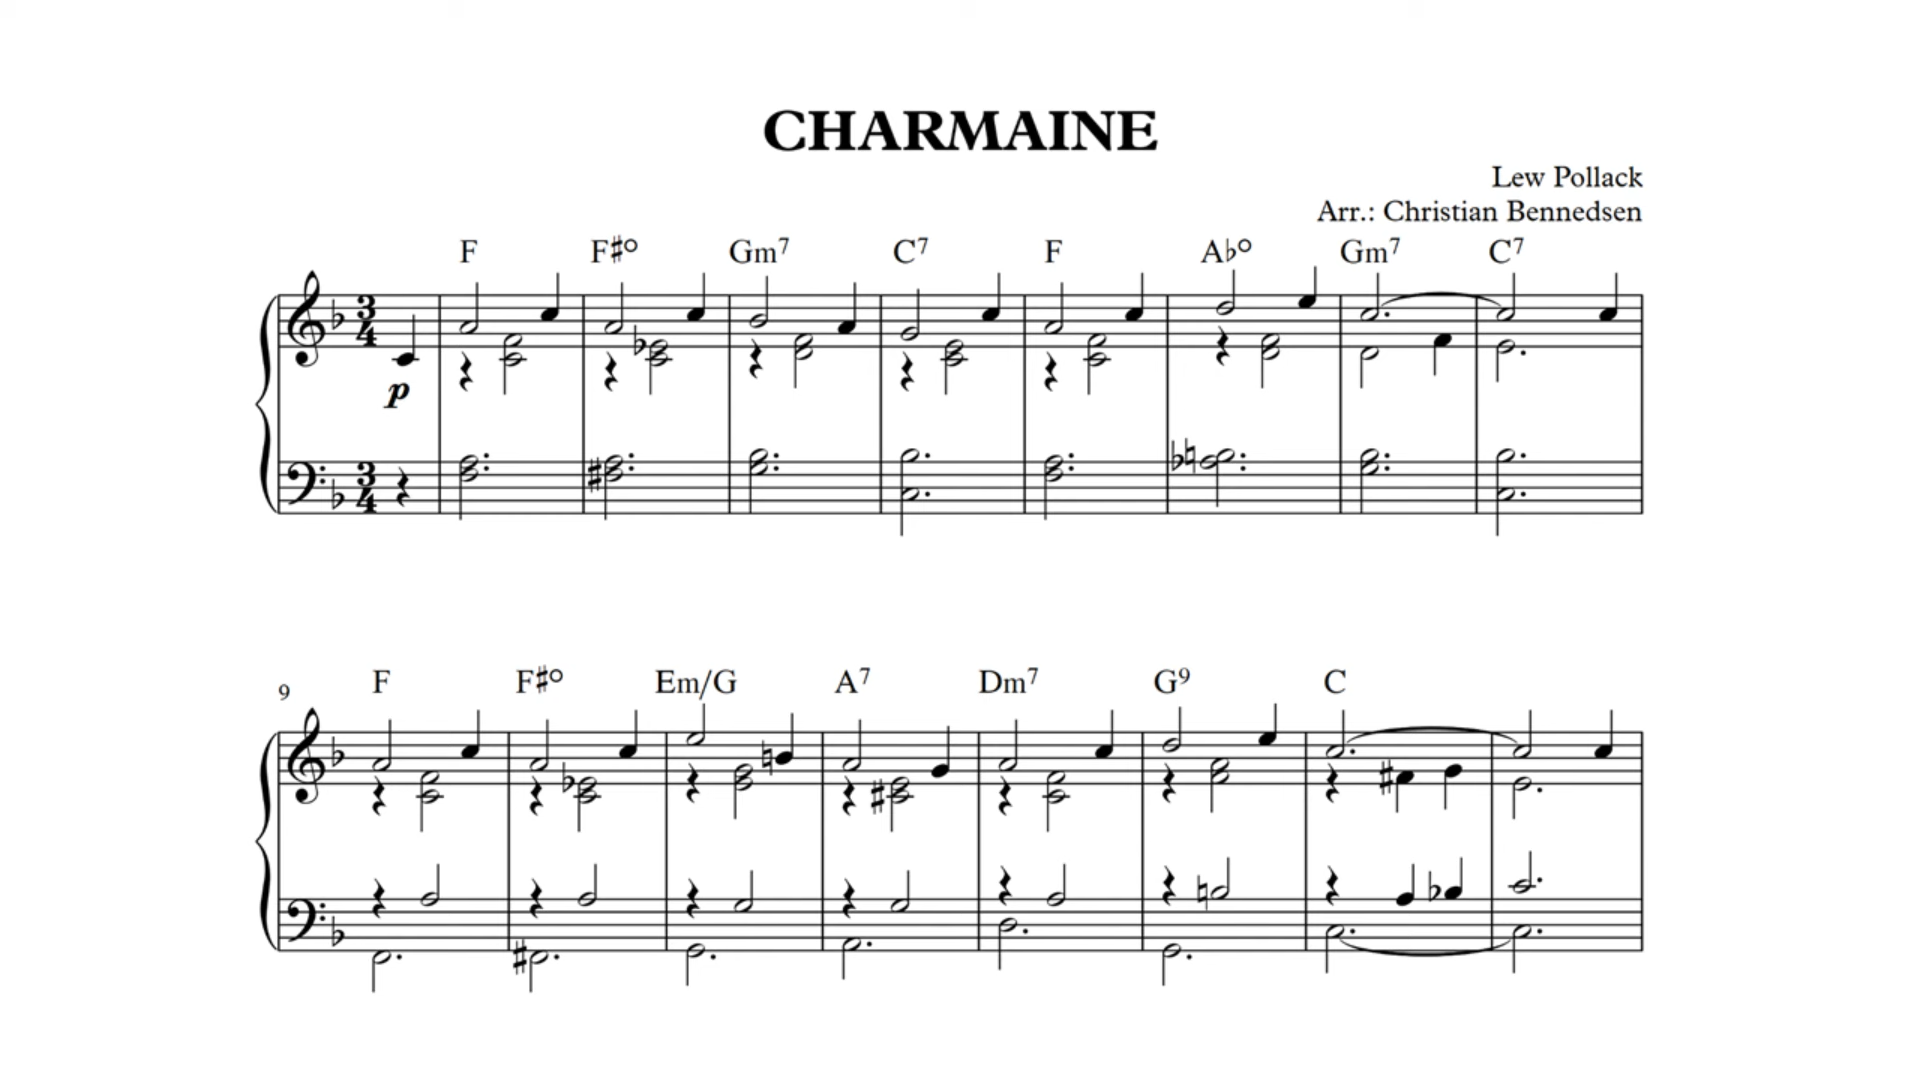 CHARMAINE
Lew Pollack
Arr.: Christian Bennedsen
F F♯o Gm7 C7 F A♭o Gm7 C7
3
4
p
3
4
9 F F♯o Em/G A7 Dm7 G9 C